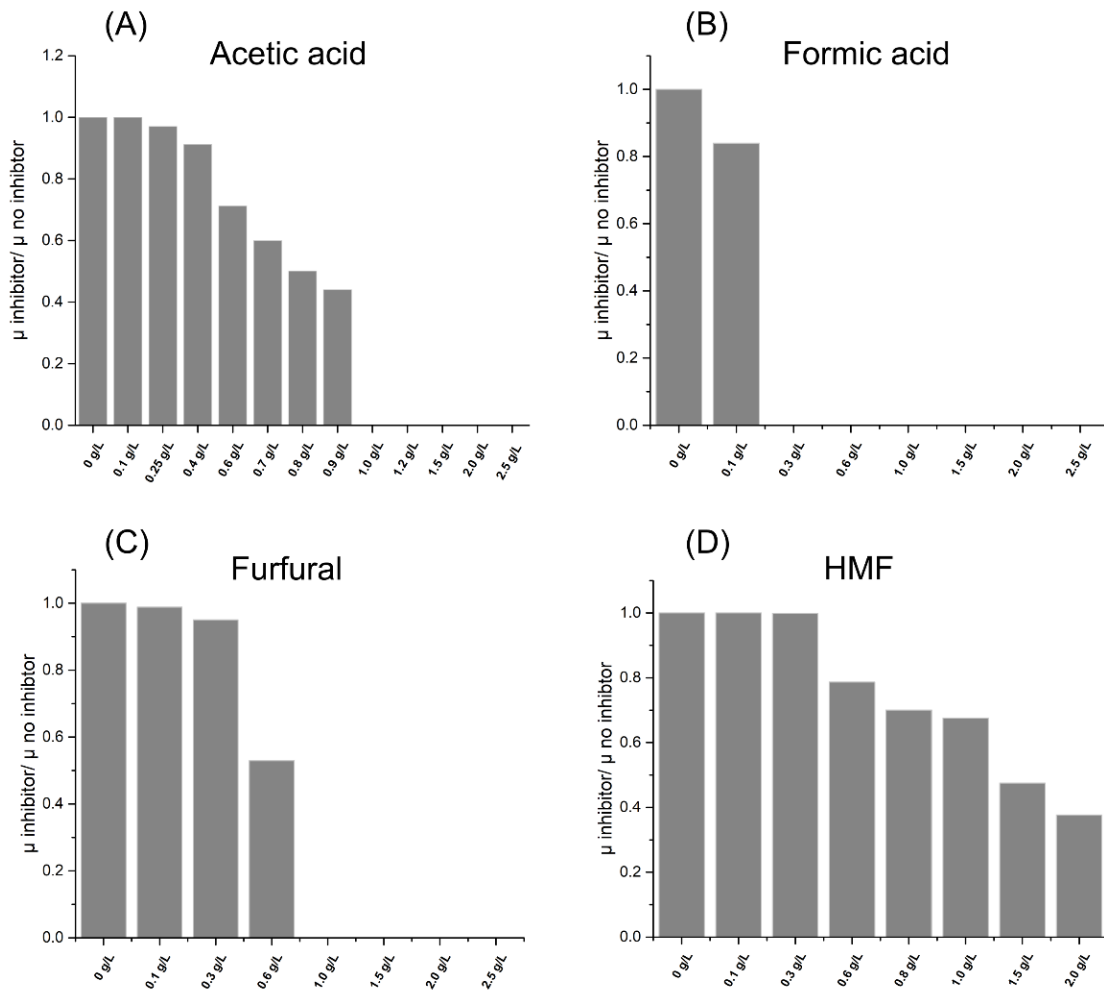 (A)
Acetic acid
μ inhibitor/ μ no inhibtor
1.2
1.0
0.8
0.6
0.4
0.2
0.0
0 g/L
0.1 g/L
0.25 g/L
0.4 g/L
0.6 g/L
0.7 g/L
0.8 g/L
0.9 g/L
1.0 g/L
1.2 g/L
1.5 g/L
2.0 g/L
2.5 g/L
(B)
Formic acid
μ inhibitor/ μ no inhibtor
1.0
0.8
0.6
0.4
0.2
0.0
0 g/L
0.1 g/L
0.3 g/L
0.6 g/L
1.0 g/L
1.5 g/L
2.0 g/L
2.5 g/L
(C)
Furfural
μ inhibitor/ μ no inhibtor
1.0
0.8
0.6
0.4
0.2
0.0
0 g/L
0.1 g/L
0.3 g/L
0.6 g/L
1.0 g/L
1.5 g/L
2.0 g/L
2.5 g/L
(D)
HMF
μ inhibitor/ μ no inhibtor
1.0
0.8
0.6
0.4
0.2
0.0
0 g/L
0.1 g/L
0.3 g/L
0.6 g/L
0.8 g/L
1.0 g/L
1.5 g/L
2.0 g/L